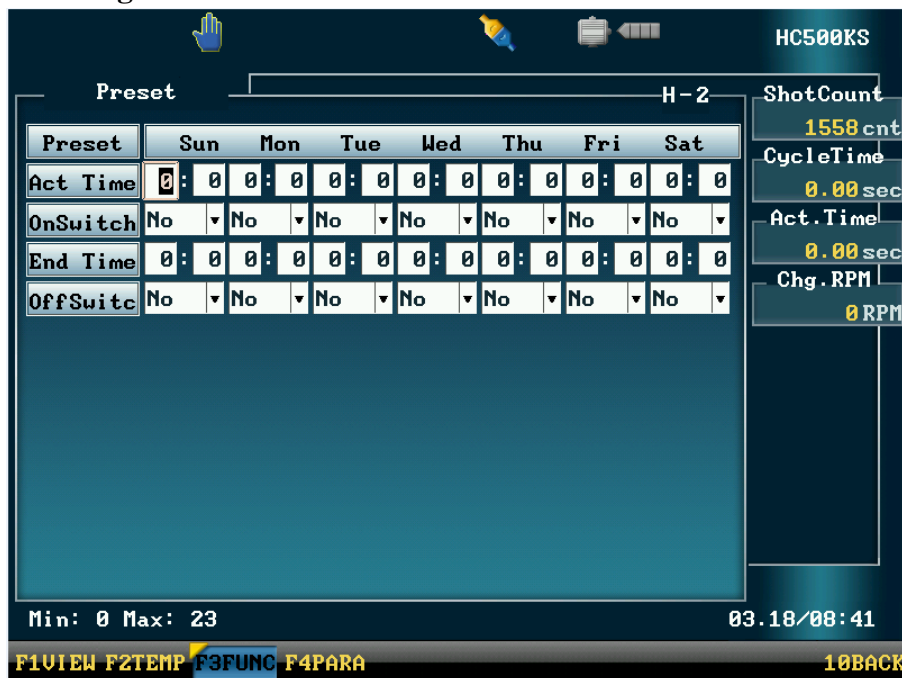 HC500KS
Preset
H-2
Preset Sun Mon Tue Wed Thu Fri Sat
Act Time 0: 0 0: 0 0: 0 0: 0 0: 0 0: 0 0: 0
OnSwitch No No No No No No No
End Time 0: 0 0: 0 0: 0 0: 0 0: 0 0: 0 0: 0
OffSwitc No No No No No No No
ShotCount
1558 cnt
CycleTime
0.00 sec
Act.Time
0.00 sec
Chg.RPM
0 RPM
Min: 0 Max: 23
03.18/08:41
F1VIEW F2TEMP F3FUNC F4PARA 10BACK